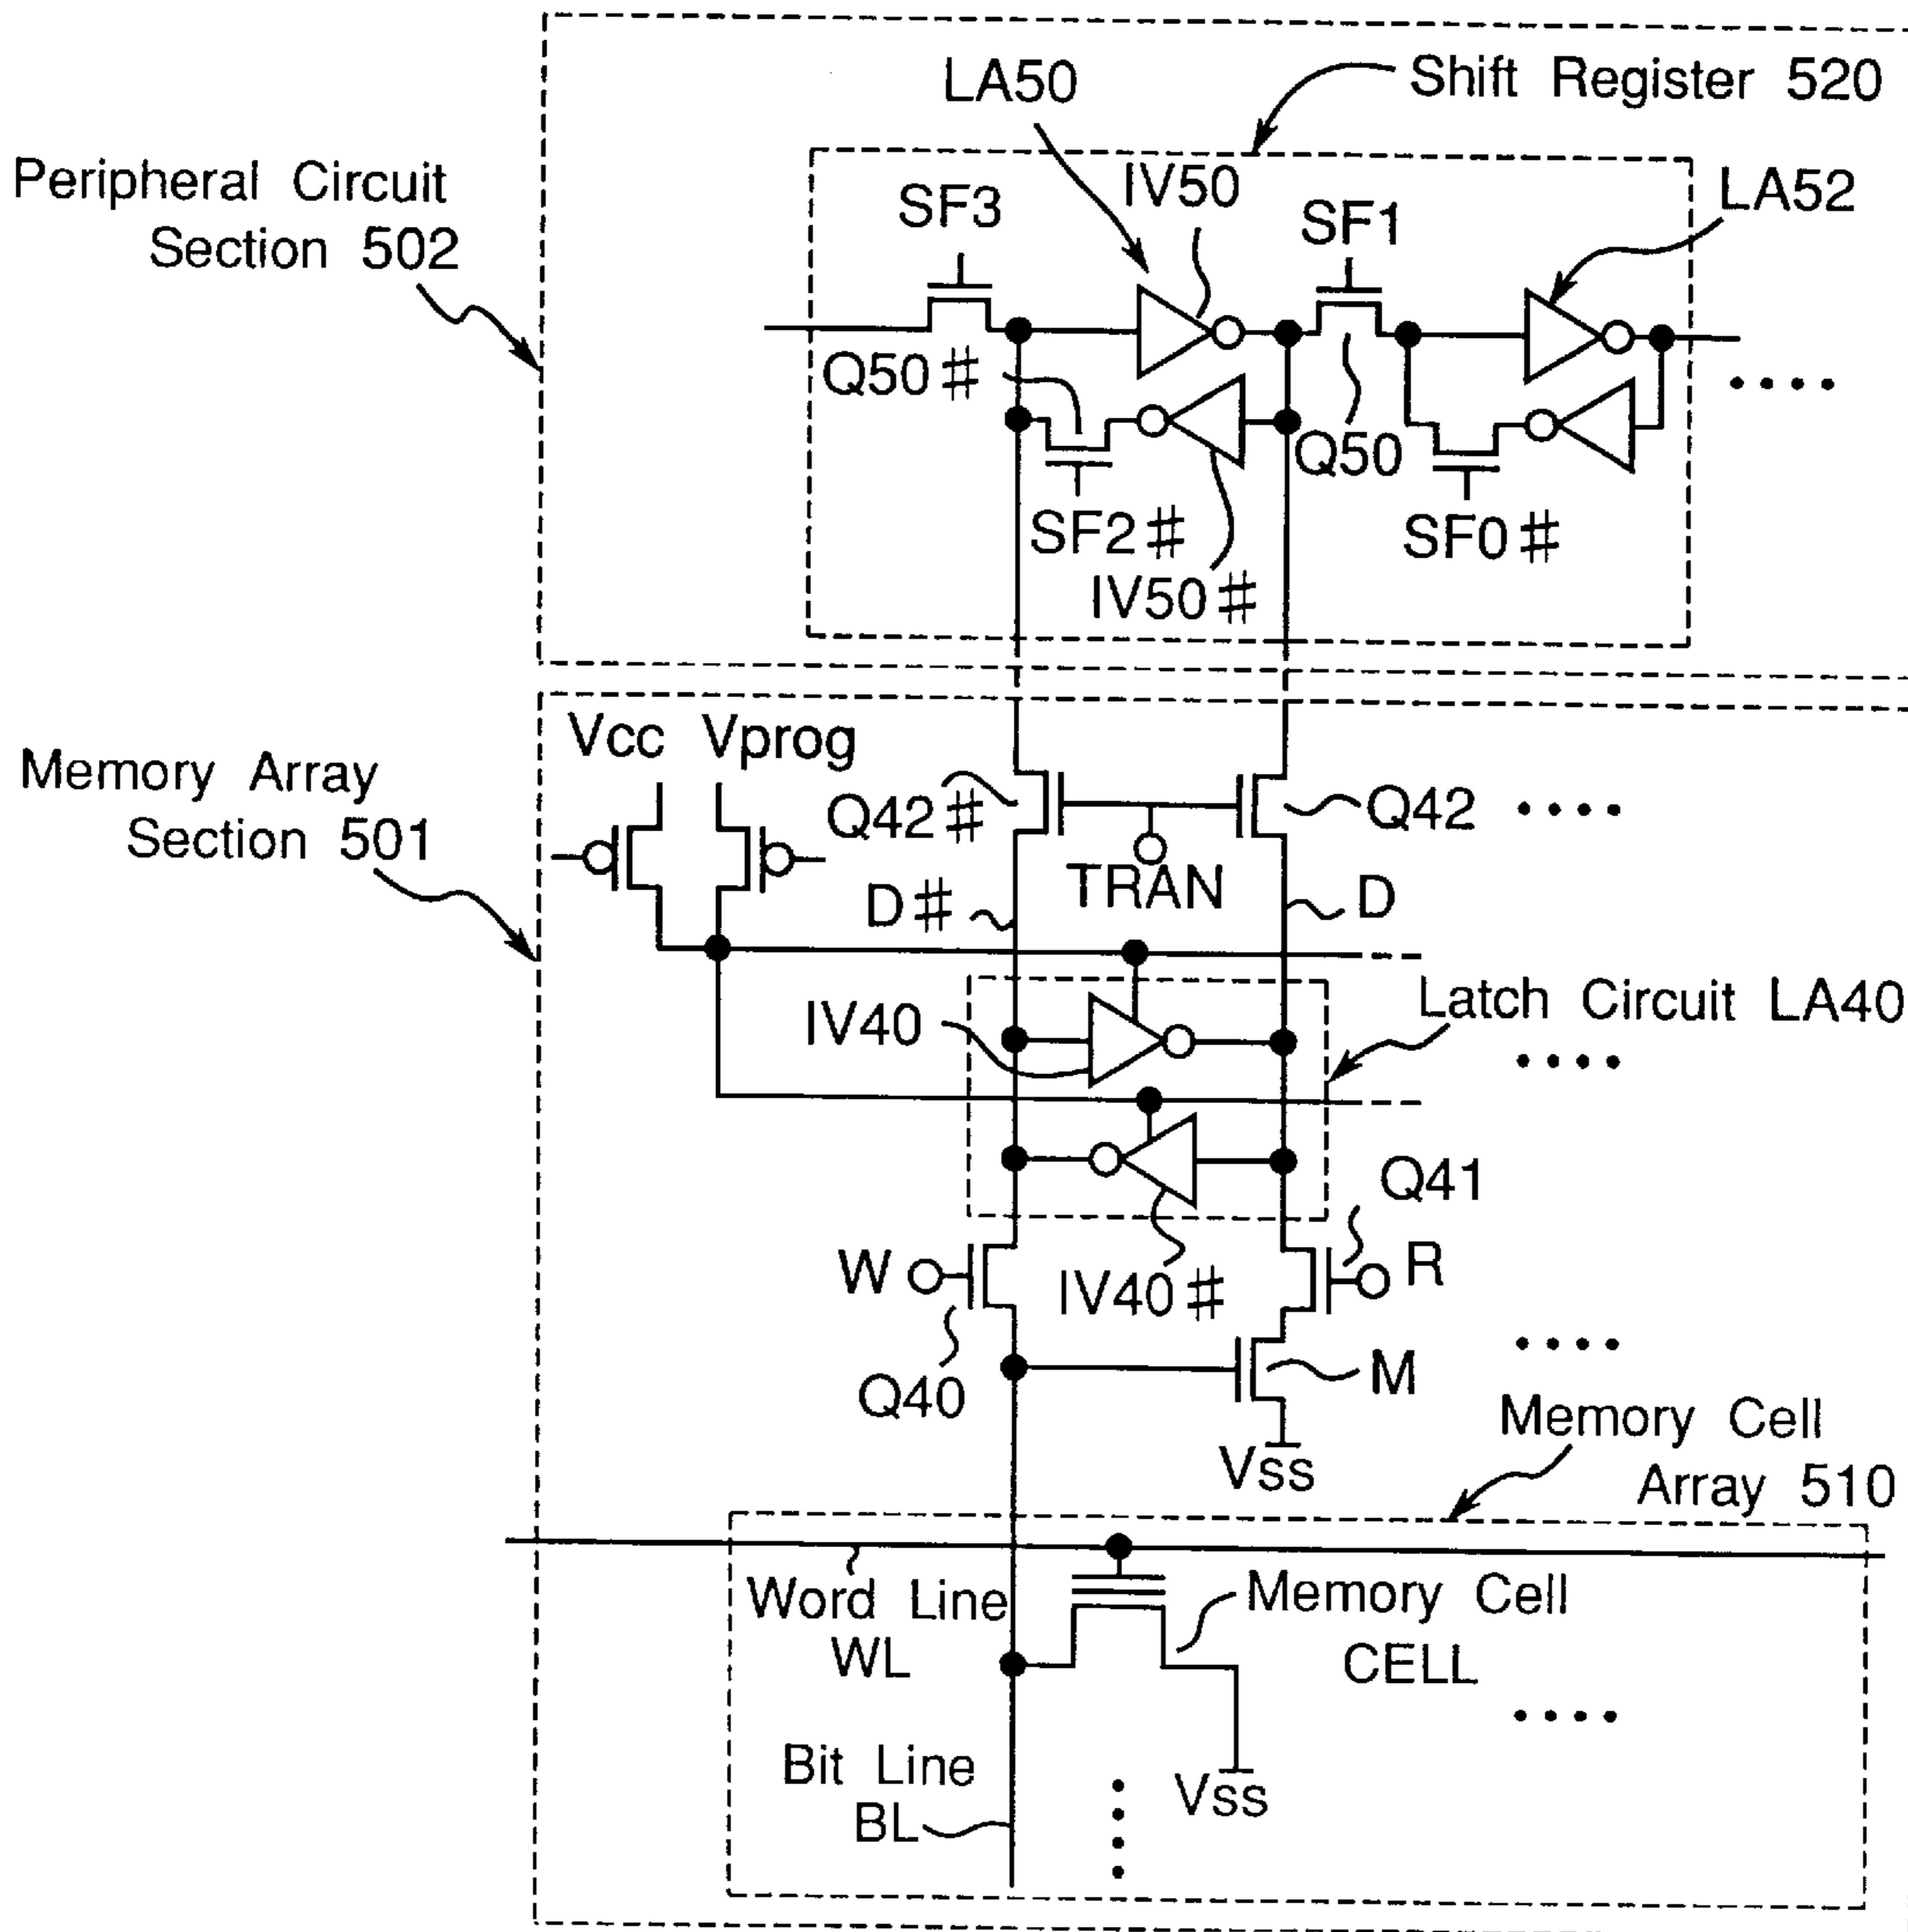 LA50
Shift Register 520
Peripheral Circuit
Section 502
SF3
IV50
SF1
LA52
Q50#
Q50
SF2#
SF0#
IV50#
Vcc Vprog
Memory Array
Section 501
Q42#
Q42
TRAN
D#
D
IV40
Latch Circuit LA40
Q41
W
IV40#
R
Q40
M
Vss
Memory Cell
Array 510
Word Line
WL
Memory Cell
CELL
Bit Line
BL
Vss